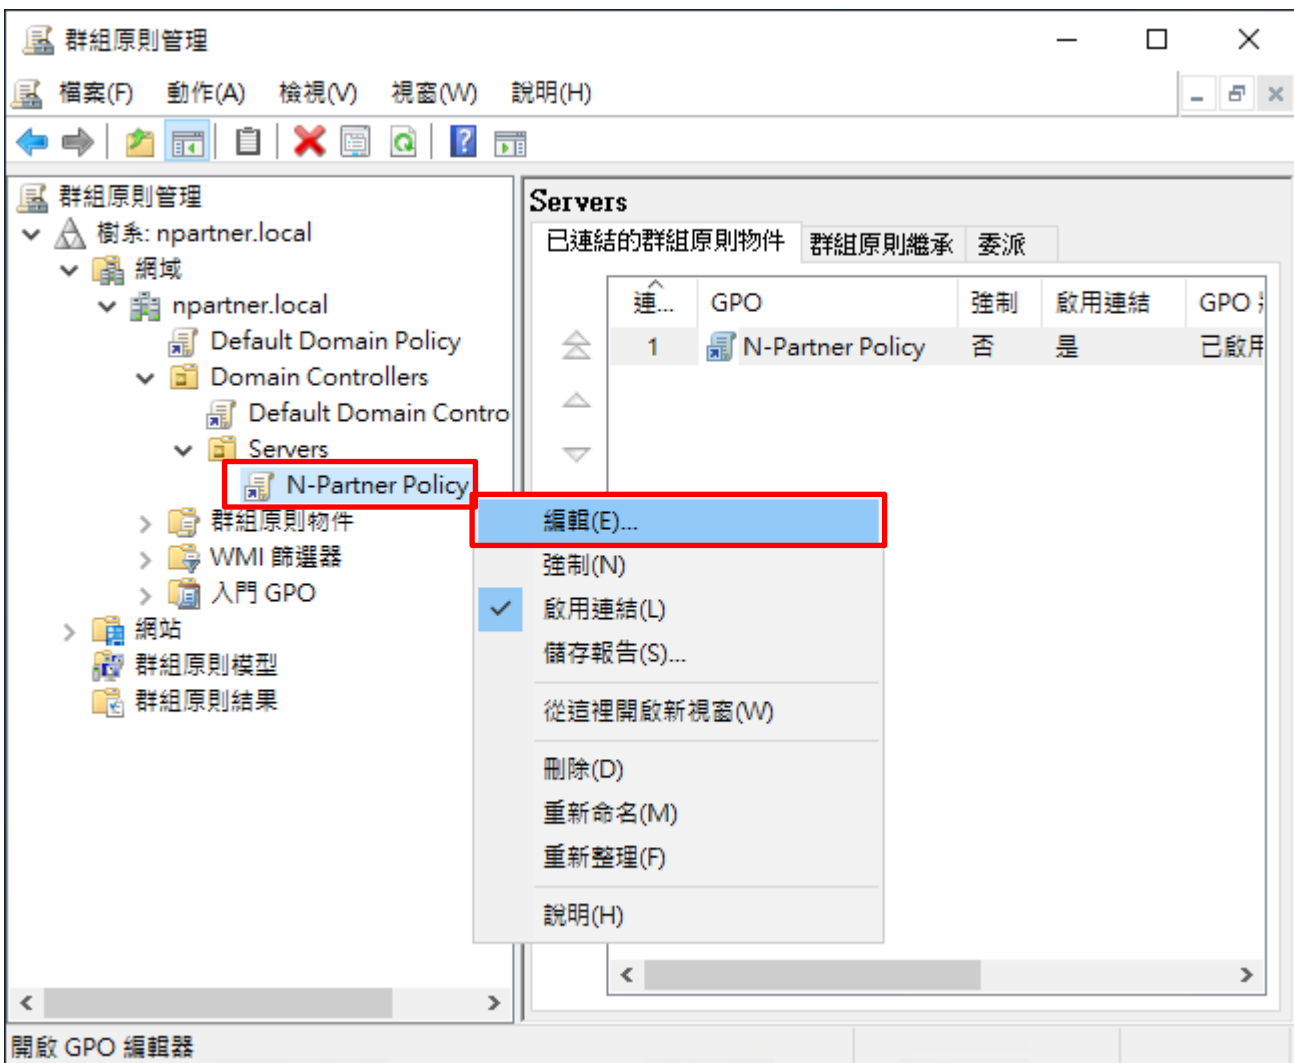 群組原則管理
檔案(F) 動作(A) 檢視(V) 視窗(W) 說明(H)
群組原則管理
樹系: npartner.local
網域
npartner.local
Default Domain Policy
Domain Controllers
Default Domain Contro
Servers
N-Partner Policy
群組原則物件
WMI 篩選器
入門 GPO
網站
群組原則模型
群組原則結果
Servers
已連結的群組原則物件 群組原則繼承 委派
連... GPO 強制 啟用連結 GPO
1 N-Partner Policy 否 是 已啟用
編輯(E)...
強制(N)
啟用連結(L)
儲存報告(S)...
從這裡開啟新視窗(W)
刪除(D)
重新命名(M)
重新整理(F)
說明(H)
開啟 GPO 編輯器